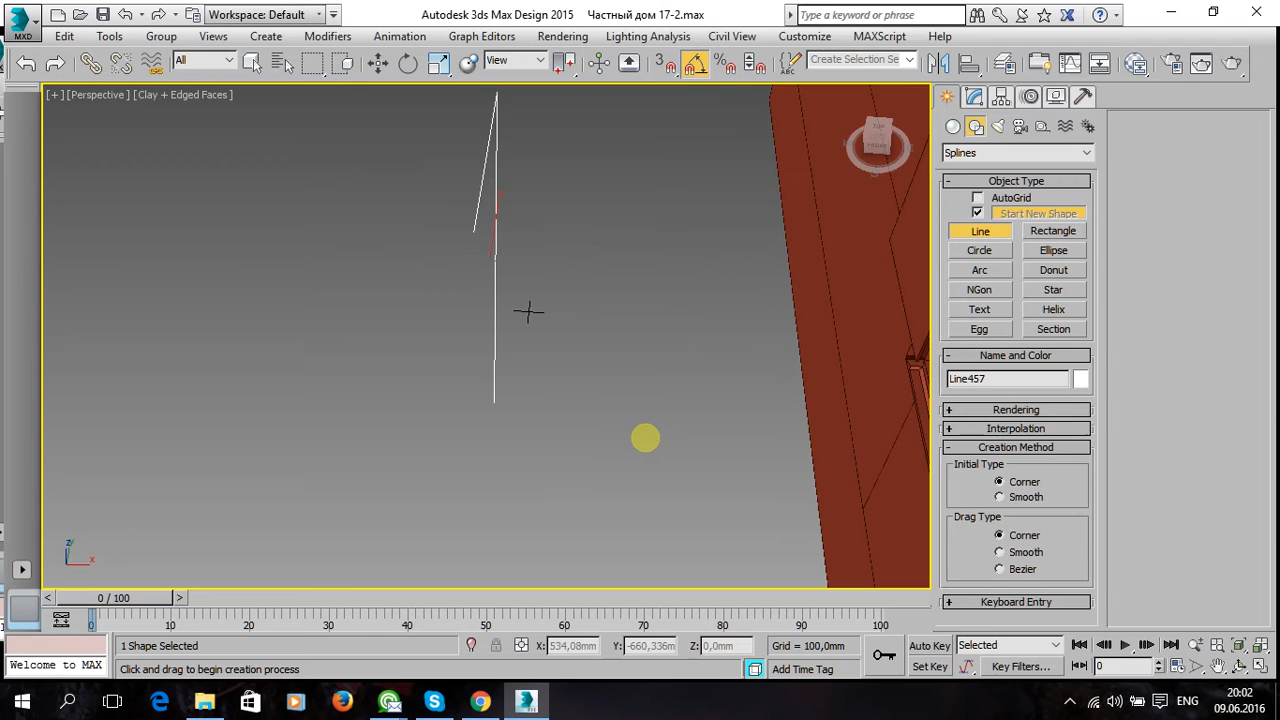 Workspace: Default
Autodesk 3ds Max Design 2015
Частный дом 17-2.max
Type a keyword or phrase
MXD
Edit
Tools
Group
Views
Create
Modifiers
Animation
Graph Editors
Rendering
Lighting Analysis
Civil View
Customize
MAXScript
Help
All
View
3
Create Selection Se
[+] [Perspective] [Clay + Edged Faces]
TOP
FRONT
Splines
Object Type
AutoGrid
Start New Shape
Line
Rectangle
Circle
Ellipse
Arc
Donut
NGon
Star
Text
Helix
Egg
Section
Name and Color
Line457
Rendering
Interpolation
Creation Method
Initial Type
Corner
Smooth
Drag Type
Corner
Smooth
Bezier
Keyboard Entry
z
x
0 / 100
0 10 20 30 40 50 60 70 80 90 100
1 Shape Selected
X: 534,08mm
Y: -660,336m
Z: 0,0mm
Grid = 100,0mm
Auto Key
Selected
Welcome to MAX
Click and drag to begin creation process
Add Time Tag
Set Key
Key Filters...
0
ENG
20:02
09.06.2016